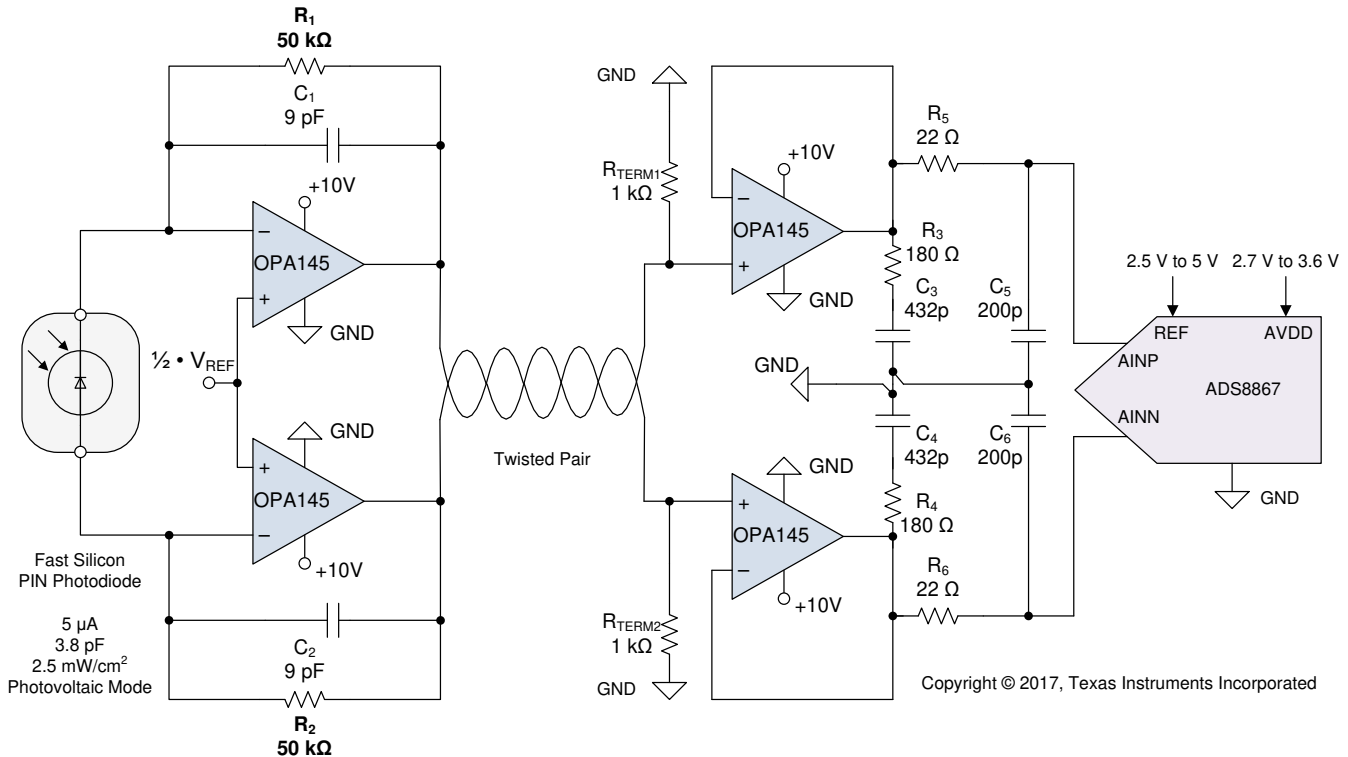 R1
50 kΩ
C1
9 pF
+10V
−
OPA145
+
GND
½ • VREF
GND
+
OPA145
−
+10V
C2
9 pF
R2
50 kΩ
Fast Silicon
PIN Photodiode
5 µA
3.8 pF
2.5 mW/cm2
Photovoltaic Mode
Twisted Pair
GND
RTERM1
1 kΩ
+10V
−
OPA145
+
GND
R5
22 Ω
R3
180 Ω
C3
432p
C5
200p
GND
C4
432p
C6
200p
R4
180 Ω
GND
+
OPA145
−
+10V
R6
22 Ω
RTERM2
1 kΩ
GND
2.5 V to 5 V 2.7 V to 3.6 V
REF AVDD
AINP
ADS8867
AINN
GND
Copyright © 2017, Texas Instruments Incorporated